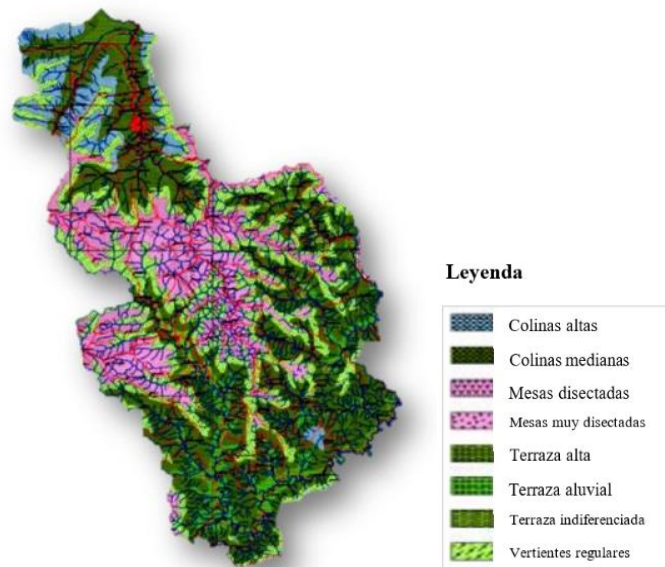 Leyenda
Colinas altas
Colinas medianas
Mesas disectadas
Mesas muy disectadas
Terraza alta
Terraza aluvial
Terraza indiferenciada
Vertientes regulares